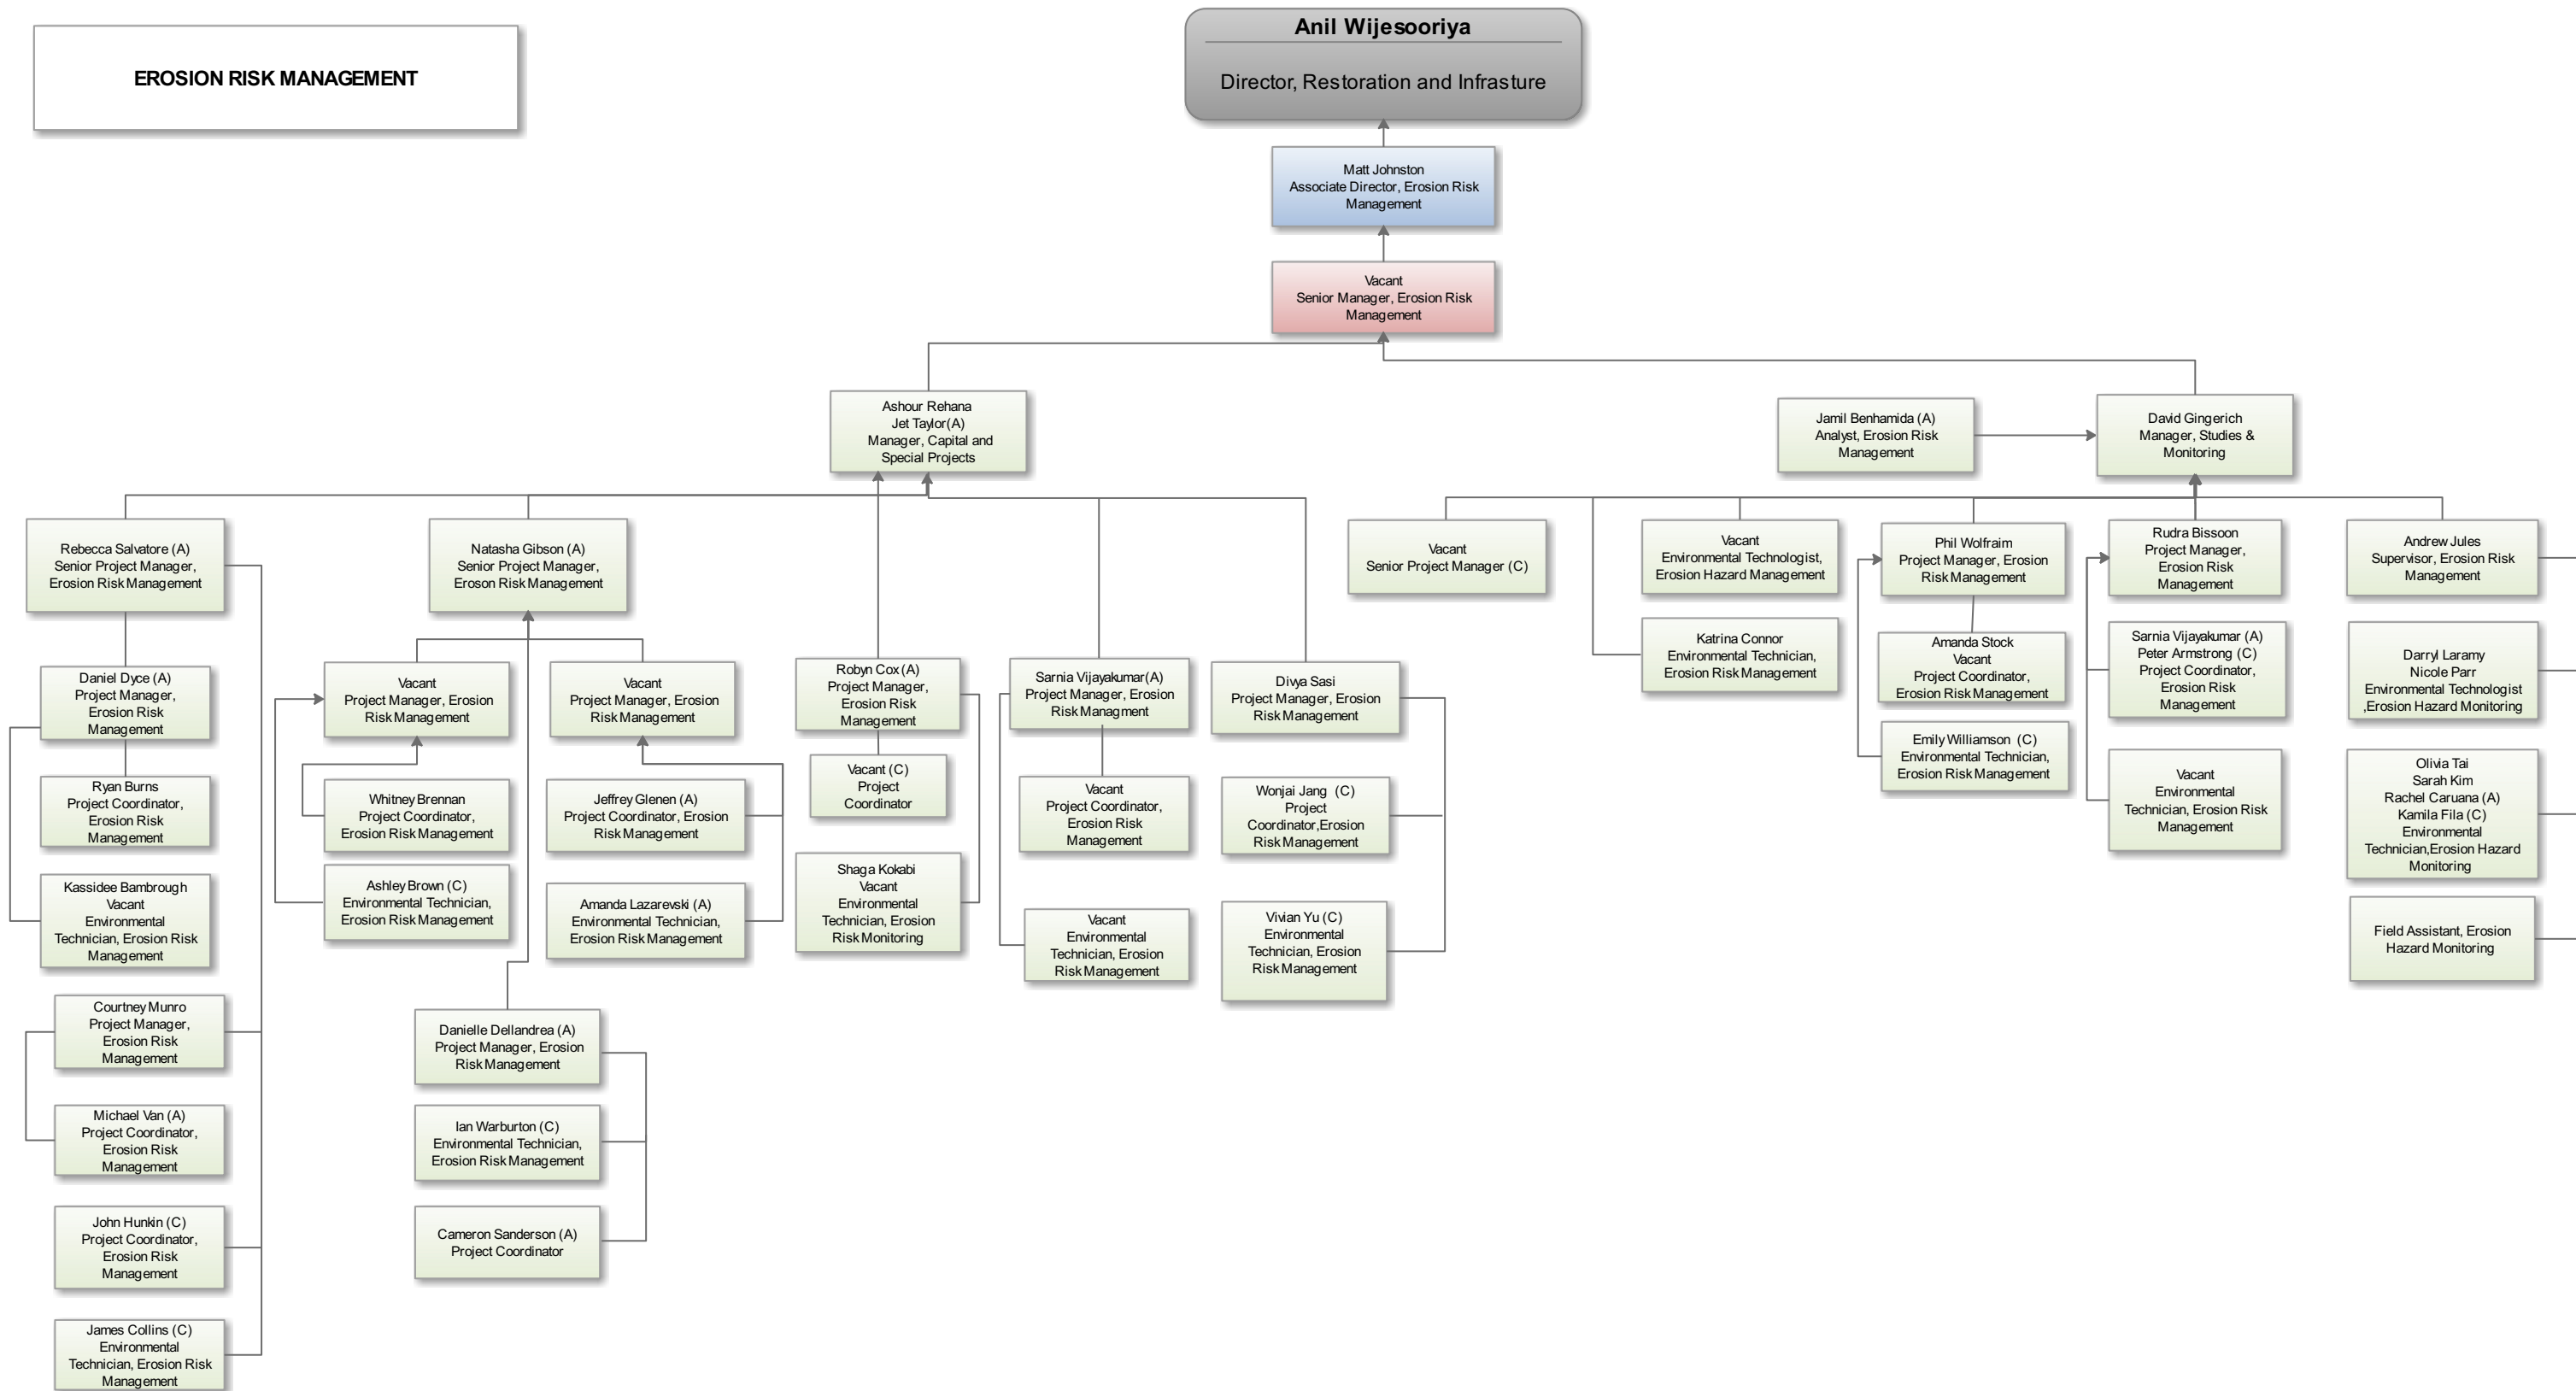 EROSION RISK MANAGEMENT
Anil Wijesooriya
Director, Restoration and Infrasture
Matt Johnston
Associate Director, Erosion Risk
Management
Vacant
Senior Manager, Erosion Risk
Management
Ashour Rehana
Jet Taylor(A)
Manager, Capital and
Special Projects
Jamil Benhamida (A)
Analyst, Erosion Risk
Management
David Gingerich
Manager, Studies &
Monitoring
Rebecca Salvatore (A)
Senior Project Manager,
Erosion Risk Management
Natasha Gibson (A)
Senior Project Manager,
Eroson Risk Management
Vacant
Senior Project Manager (C)
Vacant
Environmental Technologist,
Erosion Hazard Management
Phil Wolfraim
Project Manager, Erosion
Risk Management
Rudra Bissoon
Project Manager,
Erosion Risk
Management
Andrew Jules
Supervisor, Erosion Risk
Management
Daniel Dyce (A)
Project Manager,
Erosion Risk
Management
Vacant
Project Manager, Erosion
Risk Management
Vacant
Project Manager, Erosion
Risk Management
Robyn Cox (A)
Project Manager,
Erosion Risk
Management
Sarnia Vijayakumar(A)
Project Manager, Erosion
Risk Managment
Divya Sasi
Project Manager, Erosion
Risk Management
Katrina Connor
Environmental Technician,
Erosion Risk Management
Amanda Stock
Vacant
Project Coordinator,
Erosion Risk Management
Sarnia Vijayakumar (A)
Peter Armstrong (C)
Project Coordinator,
Erosion Risk
Management
Darryl Laramy
Nicole Parr
Environmental Technologist
,Erosion Hazard Monitoring
Ryan Burns
Project Coordinator,
Erosion Risk
Management
Whitney Brennan
Project Coordinator,
Erosion Risk Management
Jeffrey Glenen (A)
Project Coordinator, Erosion
Risk Management
Vacant (C)
Project
Coordinator
Vacant
Project Coordinator,
Erosion Risk
Management
Wonjai Jang (C)
Project
Coordinator,Erosion
Risk Management
Emily Williamson (C)
Environmental Technician,
Erosion Risk Management
Vacant
Environmental
Technician, Erosion Risk
Management
Olivia Tai
Sarah Kim
Rachel Caruana (A)
Kamila Fila (C)
Environmental
Technician,Erosion Hazard
Monitoring
Kassidee Bambrough
Vacant
Environmental
Technician, Erosion Risk
Management
Ashley Brown (C)
Environmental Technician,
Erosion Risk Management
Amanda Lazarevski (A)
Environmental Technician,
Erosion Risk Management
Shaga Kokabi
Vacant
Environmental
Technician, Erosion
Risk Monitoring
Vacant
Environmental
Technician, Erosion
Risk Management
Vivian Yu (C)
Environmental
Technician, Erosion
Risk Management
Field Assistant, Erosion
Hazard Monitoring
Courtney Munro
Project Manager,
Erosion Risk
Management
Danielle Dellandrea (A)
Project Manager, Erosion
Risk Management
Michael Van (A)
Project Coordinator,
Erosion Risk
Management
Ian Warburton (C)
Environmental Technician,
Erosion Risk Management
John Hunkin (C)
Project Coordinator,
Erosion Risk
Management
Cameron Sanderson (A)
Project Coordinator
James Collins (C)
Environmental
Technician, Erosion Risk
Management